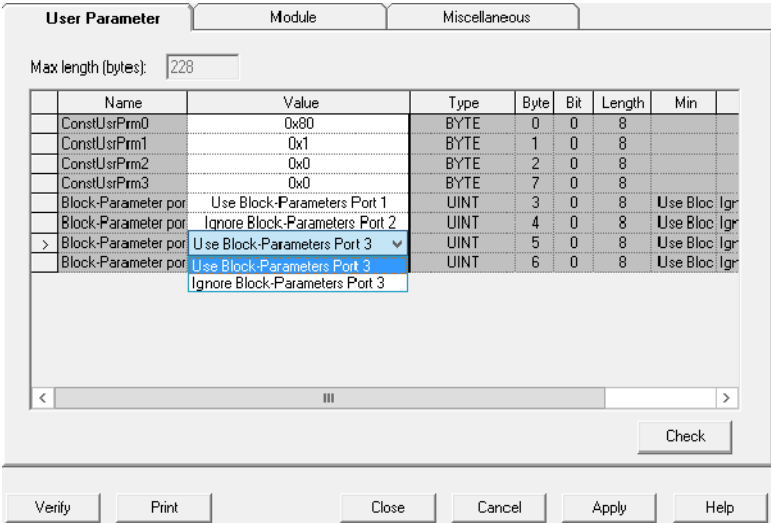 User Parameter Module Miscellaneous
Max length (bytes): 228
Name Value Type Byte Bit Length Min
ConstUsrPrm0 0x80 BYTE 0 0 8
ConstUsrPrm1 0x1 BYTE 1 0 8
ConstUsrPrm2 0x0 BYTE 2 0 8
ConstUsrPrm3 0x0 BYTE 7 0 8
Block-Parameter por Use Block-Parameters Port 1 UINT 3 0 8 Use Bloc Igr
Block-Parameter por Ignore Block-Parameters Port 2 UINT 4 0 8 Use Bloc Igr
> Block-Parameter por Use Block-Parameters Port 3 UINT 5 0 8 Use Bloc Igr
Block-Parameter por Use Block-Parameters Port 3 UINT 6 0 8 Use Bloc Igr
Ignore Block-Parameters Port 3
Check
Verify Print Close Cancel Apply Help